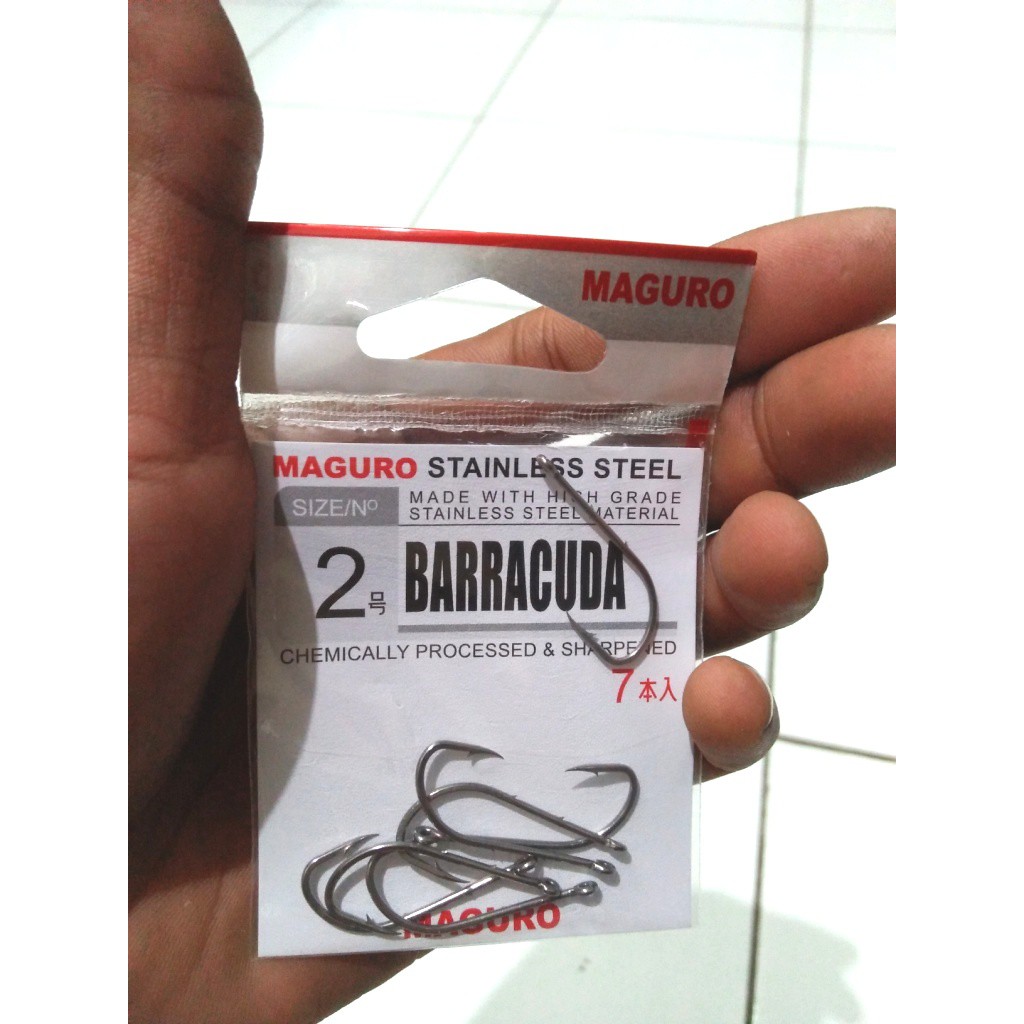 MAGURO
MAGURO STAINLESS STEEL
SIZE/Nº
MADE WITH HIGH GRADE
STAINLESS STEEL MATERIAL
2号
BARRACUDA
CHEMICALLY PROCESSED & SHARPENED
7本入
MAGURO